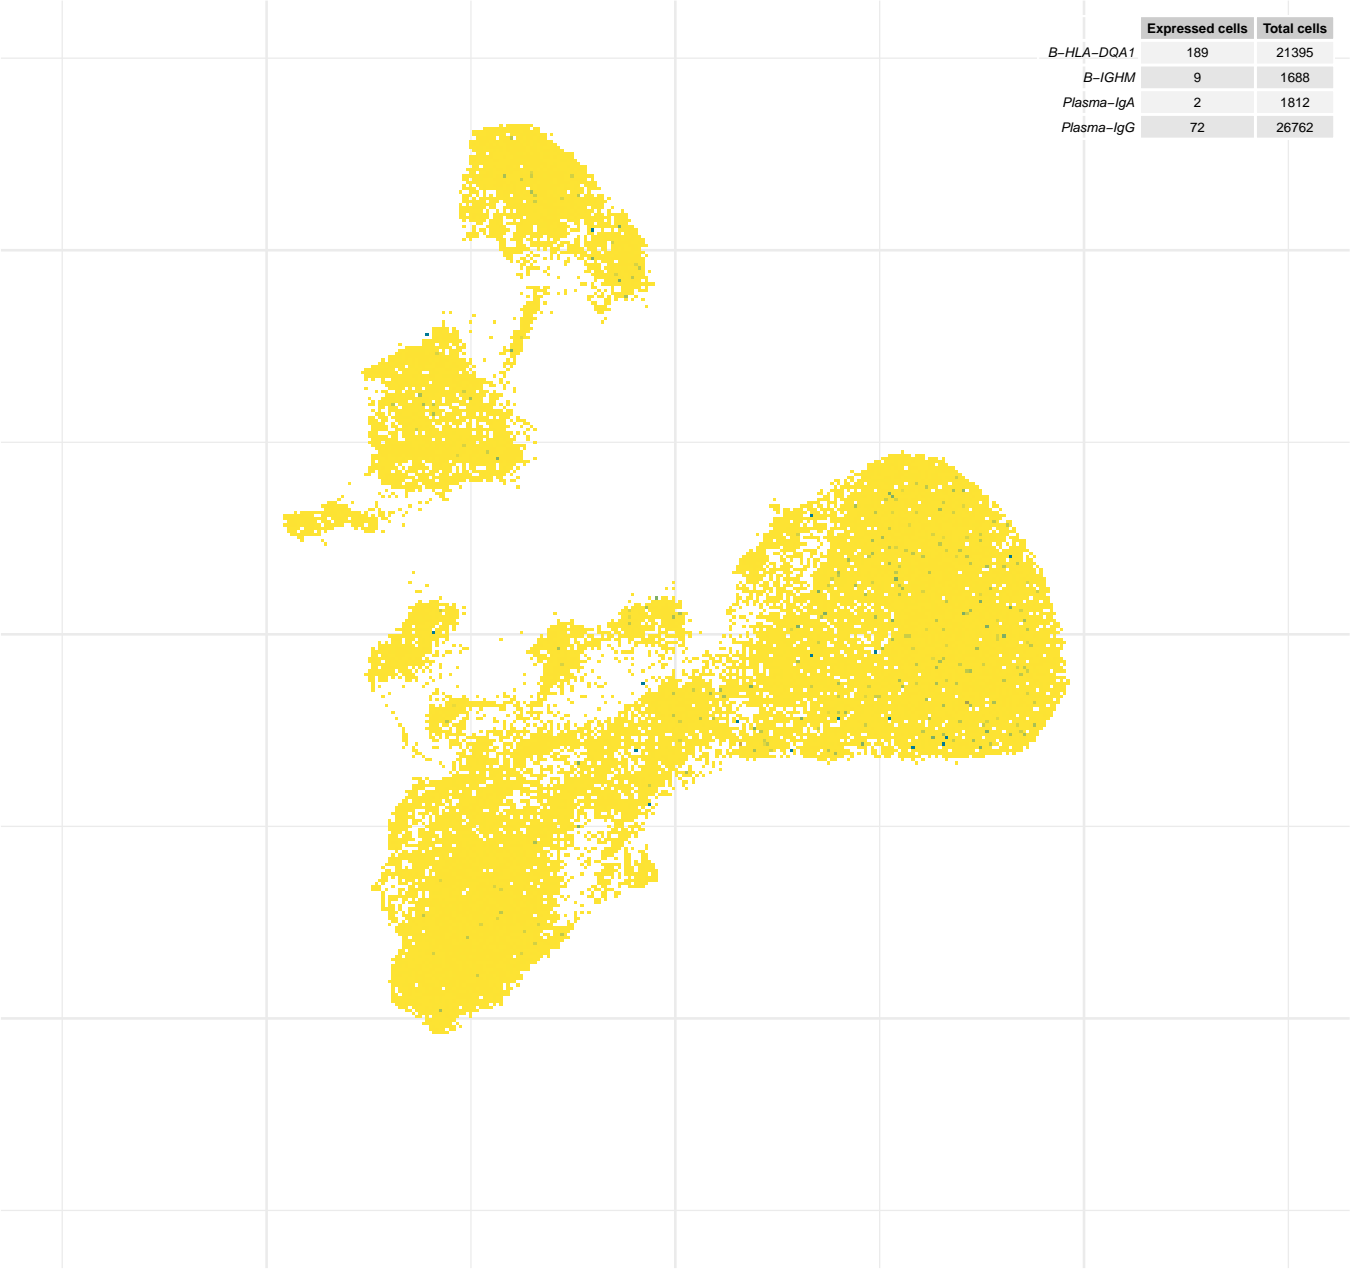 Expressed cells Total cells
B−HLA−DQA1 189 21395
B−IGHM 9 1688
Plasma−IgA 2 1812
Plasma−IgG 72 26762